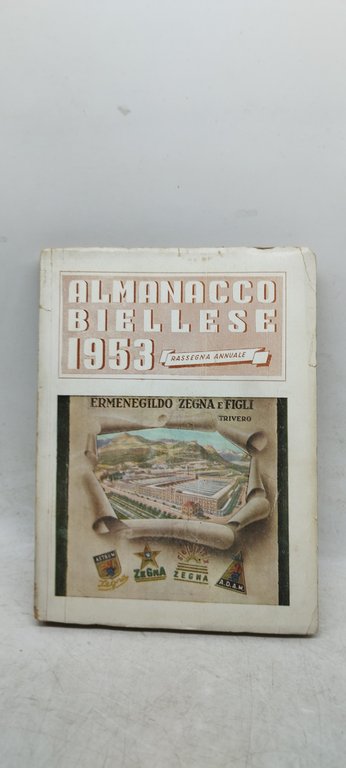 ALMANACCO
BIELLESE
1953
RASSEGNA ANNUALE
ERMENEGILDO ZEGNA E FIGLI
TRIVERO
ZEGNA
ZEGNA